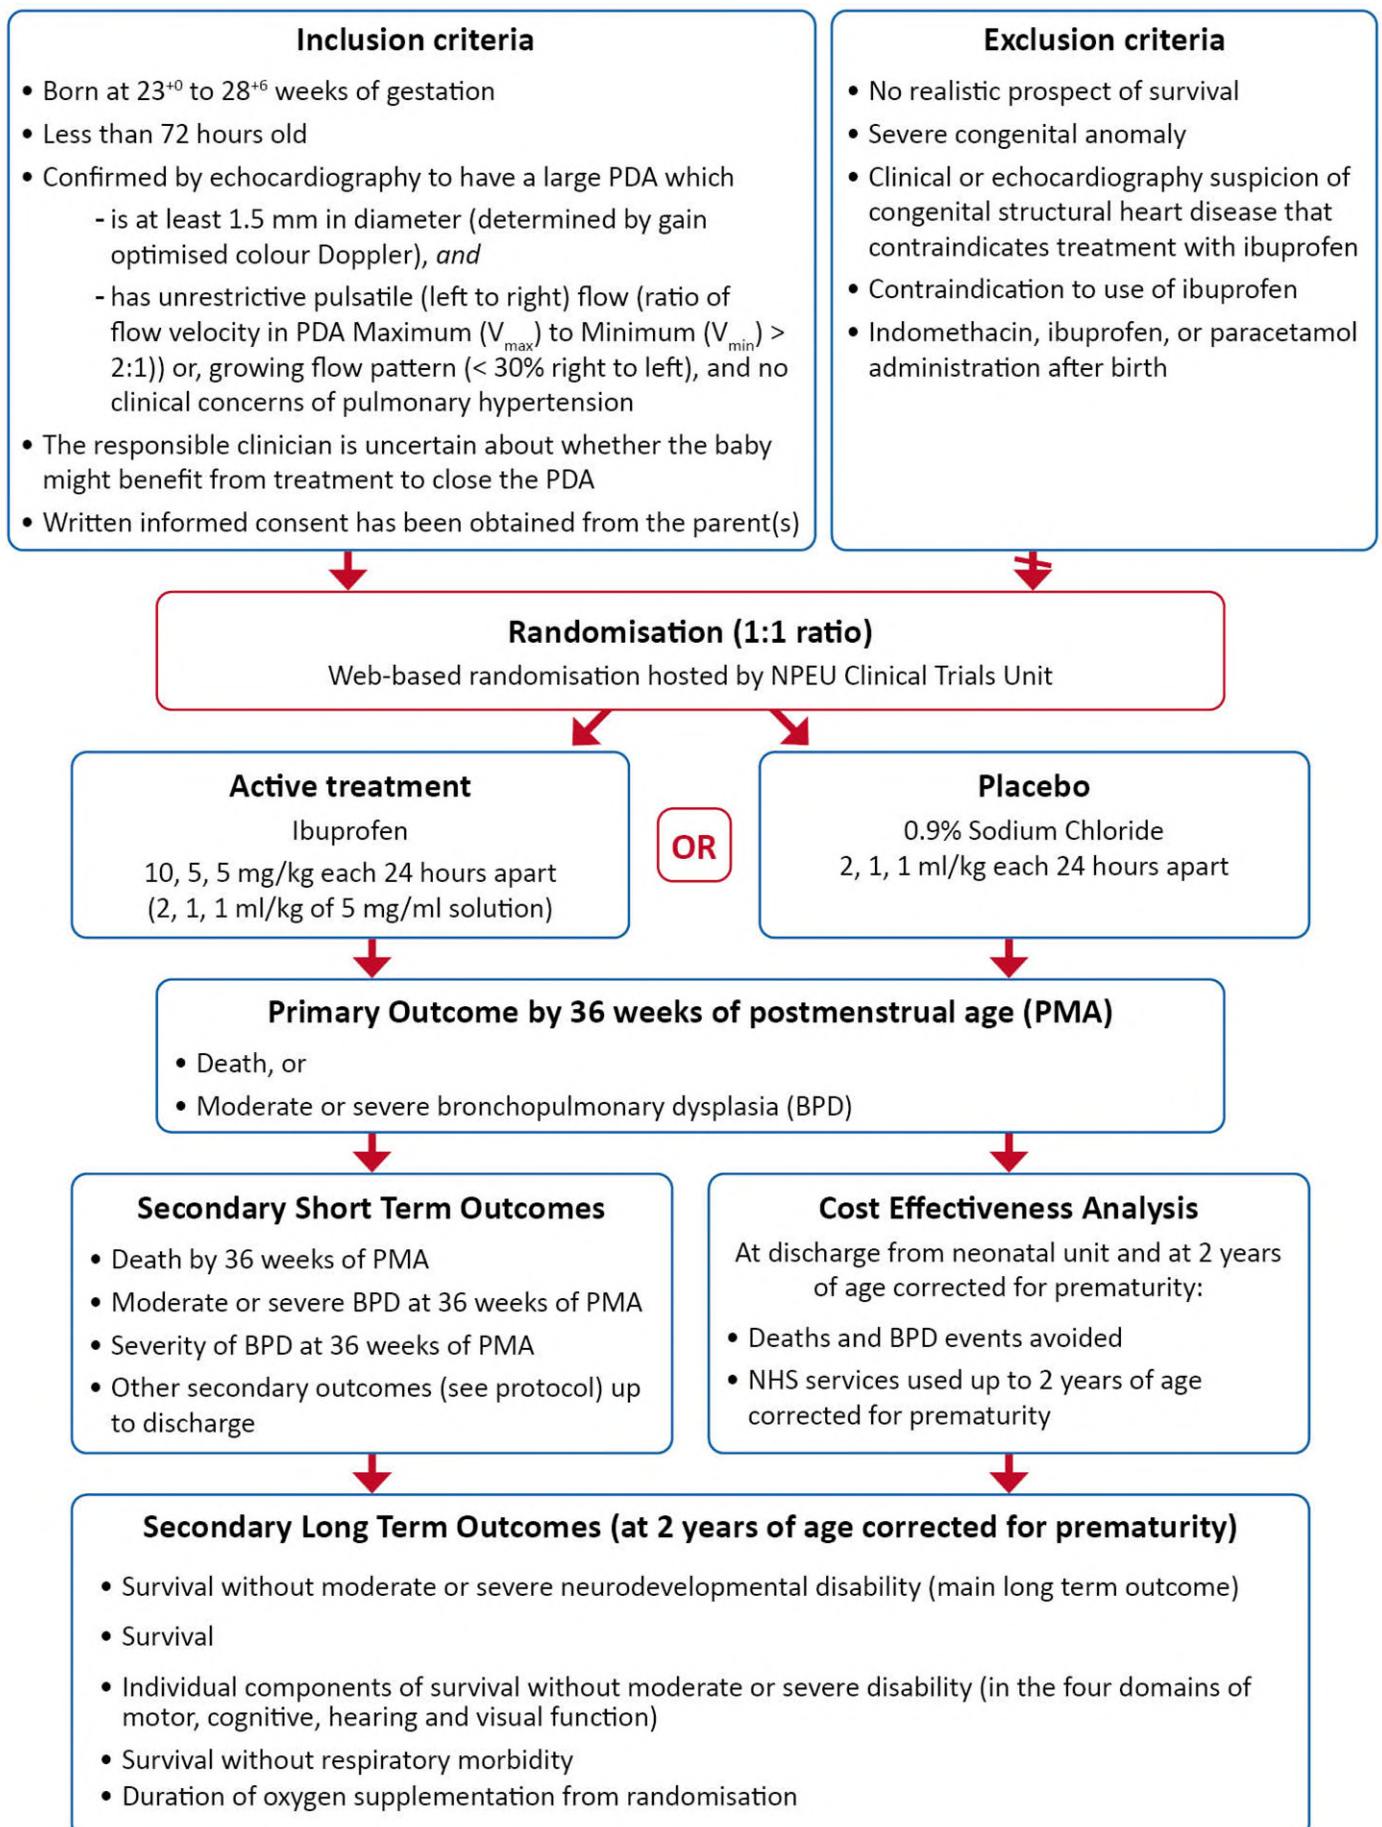 Inclusion criteria
• Born at 23⁺⁰ to 28⁺⁶ weeks of gestation
• Less than 72 hours old
• Confirmed by echocardiography to have a large PDA which
- is at least 1.5 mm in diameter (determined by gain
optimised colour Doppler), and
- has unrestrictive pulsatile (left to right) flow (ratio of
flow velocity in PDA Maximum (Vmax) to Minimum (Vmin) >
2:1)) or, growing flow pattern (< 30% right to left), and no
clinical concerns of pulmonary hypertension
• The responsible clinician is uncertain about whether the baby
might benefit from treatment to close the PDA
• Written informed consent has been obtained from the parent(s)
Exclusion criteria
• No realistic prospect of survival
• Severe congenital anomaly
• Clinical or echocardiography suspicion of
congenital structural heart disease that
contraindicates treatment with ibuprofen
• Contraindication to use of ibuprofen
• Indomethacin, ibuprofen, or paracetamol
administration after birth
Randomisation (1:1 ratio)
Web-based randomisation hosted by NPEU Clinical Trials Unit
Active treatment
Ibuprofen
10, 5, 5 mg/kg each 24 hours apart
(2, 1, 1 ml/kg of 5 mg/ml solution)
OR
Placebo
0.9% Sodium Chloride
2, 1, 1 ml/kg each 24 hours apart
Primary Outcome by 36 weeks of postmenstrual age (PMA)
• Death, or
• Moderate or severe bronchopulmonary dysplasia (BPD)
Secondary Short Term Outcomes
• Death by 36 weeks of PMA
• Moderate or severe BPD at 36 weeks of PMA
• Severity of BPD at 36 weeks of PMA
• Other secondary outcomes (see protocol) up
to discharge
Cost Effectiveness Analysis
At discharge from neonatal unit and at 2 years
of age corrected for prematurity:
• Deaths and BPD events avoided
• NHS services used up to 2 years of age
corrected for prematurity
Secondary Long Term Outcomes (at 2 years of age corrected for prematurity)
• Survival without moderate or severe neurodevelopmental disability (main long term outcome)
• Survival
• Individual components of survival without moderate or severe disability (in the four domains of
motor, cognitive, hearing and visual function)
• Survival without respiratory morbidity
• Duration of oxygen supplementation from randomisation